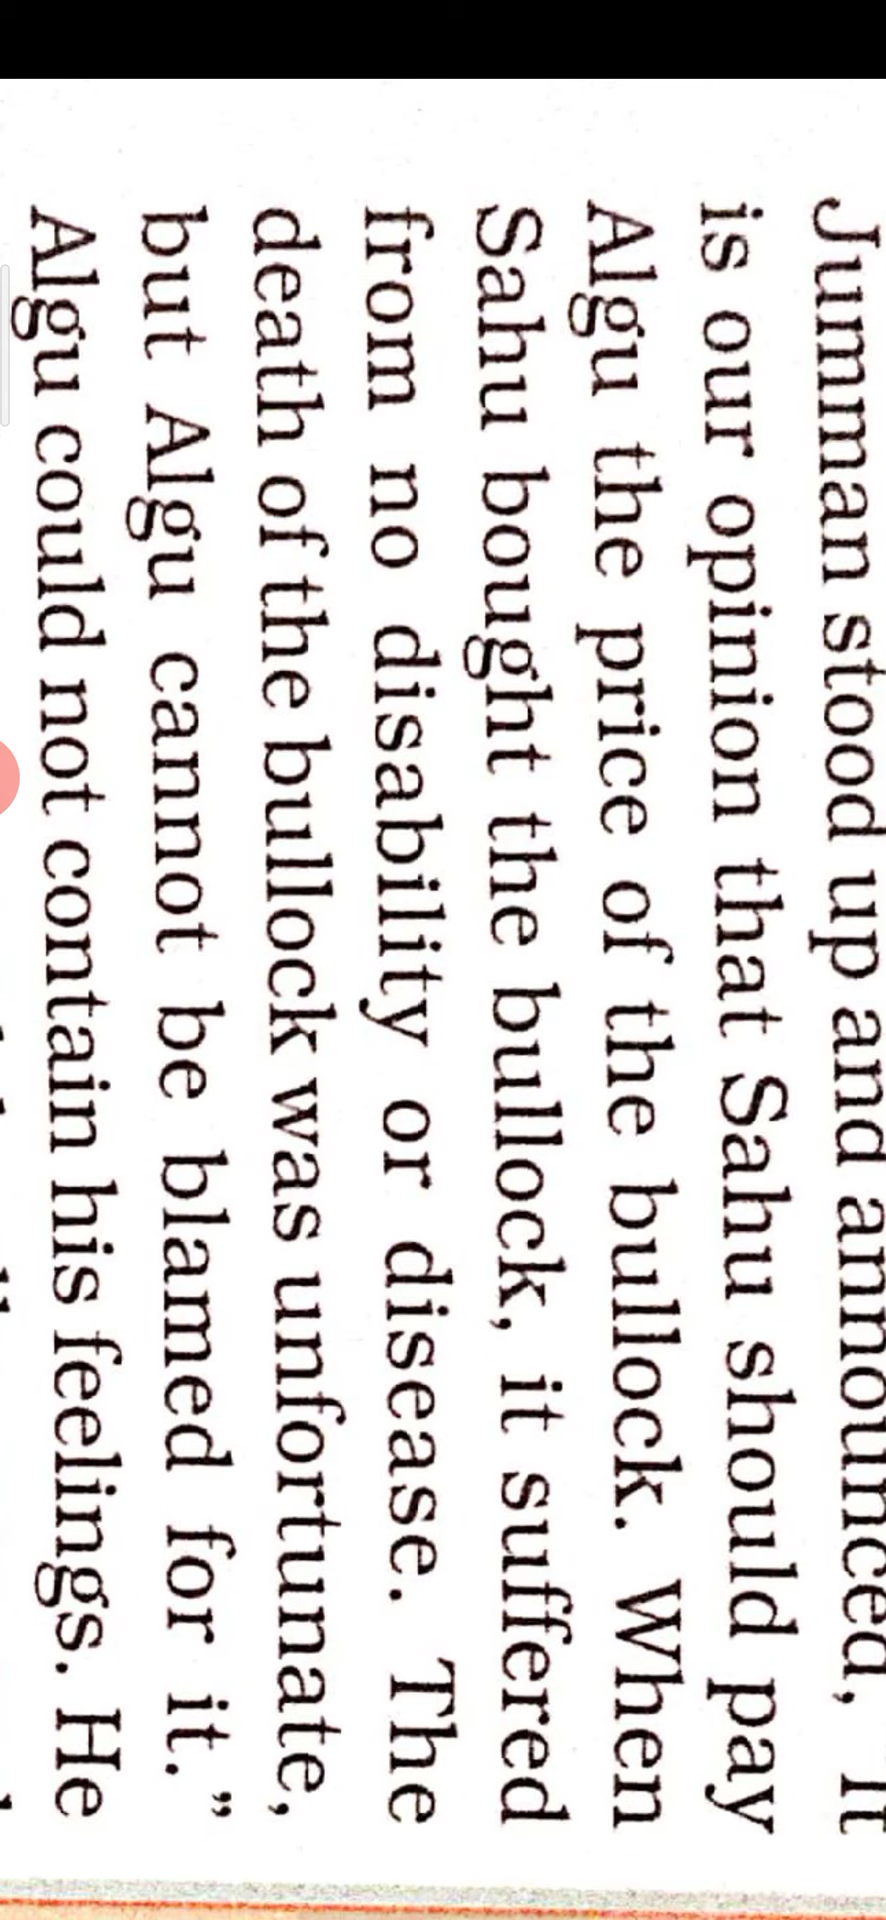 Jumman stood up and announced, "It
is our opinion that Sahu should pay
Algu the price of the bullock. When
Sahu bought the bullock, it suffered
from no disability or disease. The
death of the bullock was unfortunate,
but Algu cannot be blamed for it.”
Algu could not contain his feelings. He